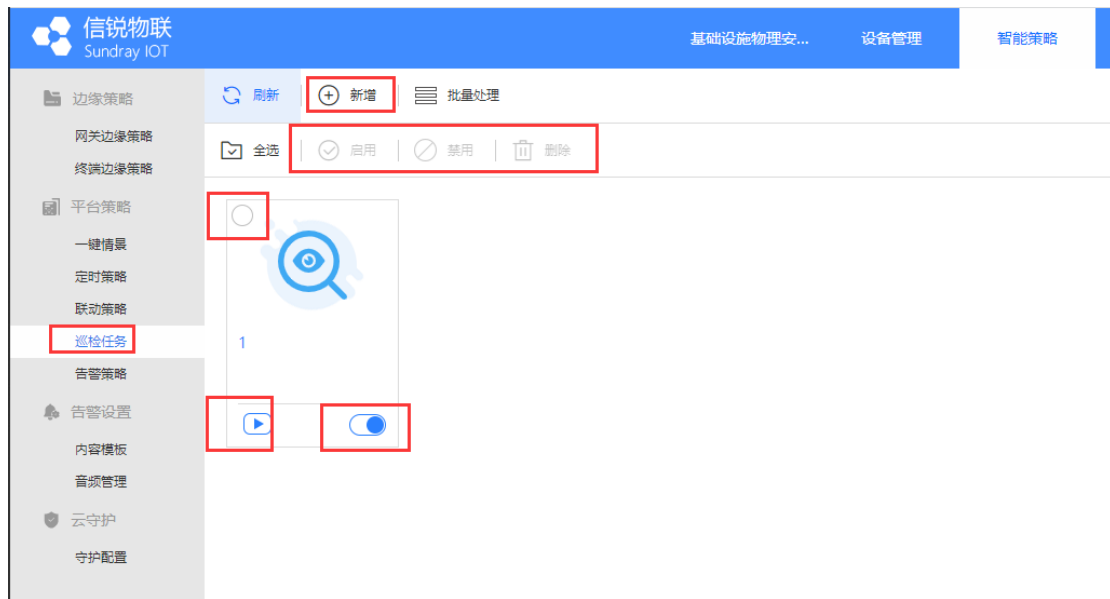 信锐物联
Sundray IOT
基础设施物理安...
设备管理
智能策略
边缘策略
网关边缘策略
终端边缘策略
平台策略
一键情景
定时策略
联动策略
巡检任务
告警策略
告警设置
内容模板
音频管理
云守护
守护配置
刷新
新增
批量处理
全选
启用
禁用
删除
1